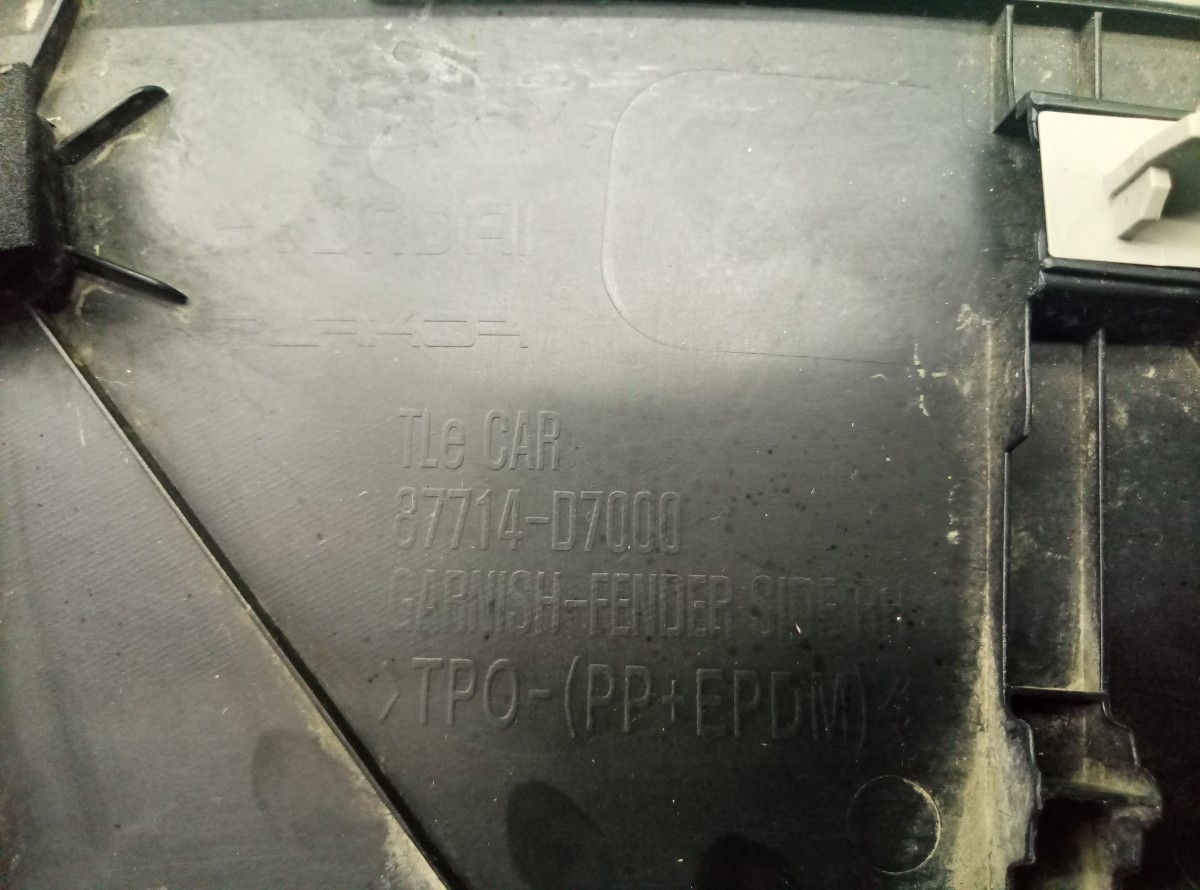 HYUNDAI
PLAKOR
TLe CAR
87714-D7000
GARNISH-FENDER SIDE RH
>TPO-(PP+EPDM)<